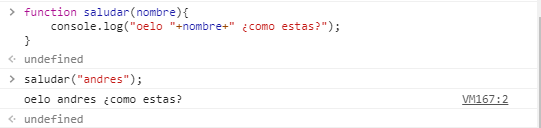 > function saludar(nombre){
console.log("oelo "+nombre+" ¿como estas?");
}
<· undefined
> saludar("andres");
oelo andres ¿como estas? VM167:2
<· undefined